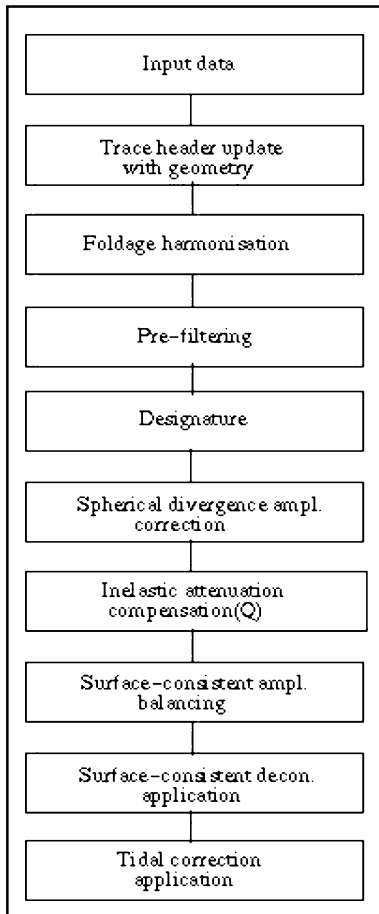 Input data
Trace header update
with geometry
Foldage harmonisation
Pre-filtering
Designature
Spherical divergence ampl.
correction
Inelastic attenuation
compensation(Q)
Surface-consistent ampl.
balancing
Surface-consistent decon.
application
Tidal correction
application